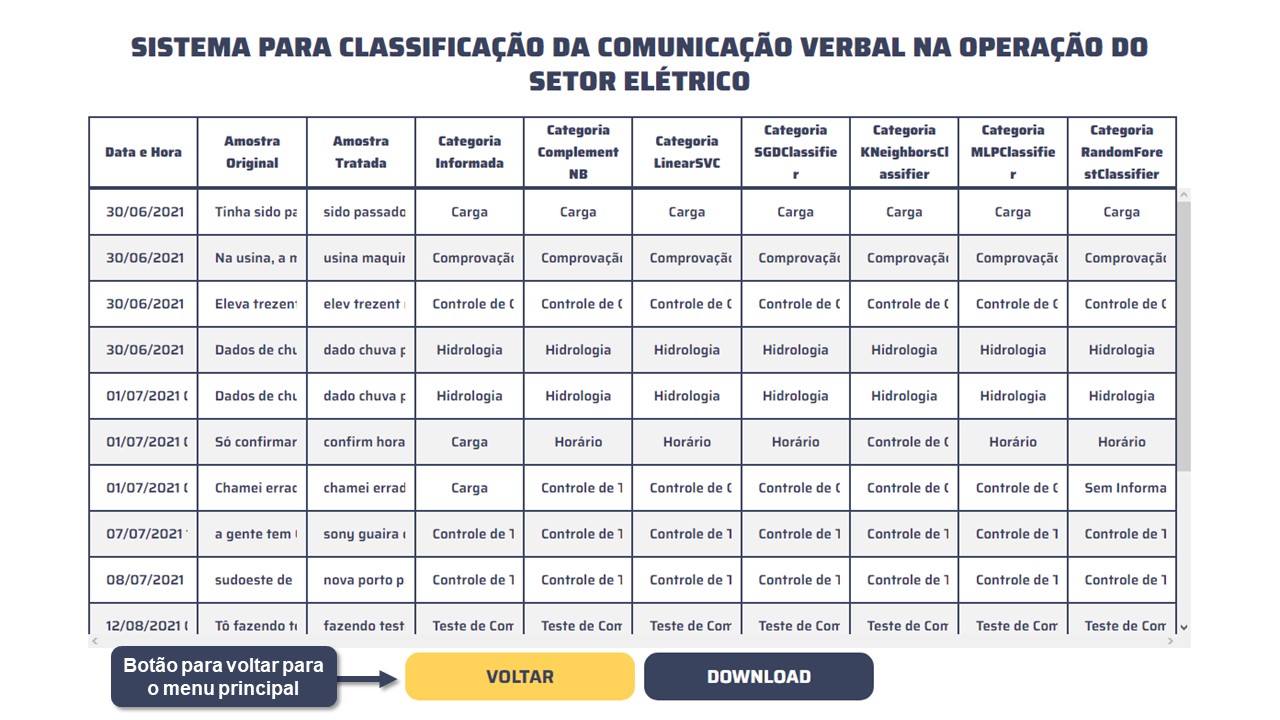 SISTEMA PARA CLASSIFICAÇÃO DA COMUNICAÇÃO VERBAL NA OPERAÇÃO DO
SETOR ELÉTRICO
Data e Hora | Amostra Original | Amostra Tratada | Categoria Informada | Categoria ComplementNB | Categoria LinearSVC | Categoria SGDClassifier | Categoria KNeighborsClassifier | Categoria MLPClassifier | Categoria RandomForestClassifier
30/06/2021 | Tinha sido pa | sido passado | Carga | Carga | Carga | Carga | Carga | Carga | Carga
30/06/2021 | Na usina, a m | usina maquin | Comprovação | Comprovação | Comprovação | Comprovação | Comprovação | Comprovação | Comprovação
30/06/2021 | Eleva trezent | elev trezent | Controle de | Controle de | Controle de | Controle de | Controle de | Controle de | Controle de
30/06/2021 | Dados de chu | dado chuva p | Hidrologia | Hidrologia | Hidrologia | Hidrologia | Hidrologia | Hidrologia | Hidrologia
01/07/2021 | Dados de chu | dado chuva p | Hidrologia | Hidrologia | Hidrologia | Hidrologia | Hidrologia | Hidrologia | Hidrologia
01/07/2021 | Só confirmar | confirm hora | Carga | Horário | Horário | Horário | Controle de | Horário | Horário
01/07/2021 | Chamei errad | chamei errad | Carga | Controle de T | Controle de | Controle de | Controle de | Controle de | Sem Informa
07/07/2021 | a gente tem | sony guaira | Controle de T | Controle de T | Controle de T | Controle de T | Controle de T | Controle de T | Controle de T
08/07/2021 | sudoeste de | nova porto p | Controle de T | Controle de T | Controle de T | Controle de T | Controle de T | Controle de T | Controle de T
12/08/2021 | Tô fazendo te | fazendo test | Teste de Com | Teste de Com | Teste de Com | Teste de Com | Teste de Com | Teste de Com | Teste de Com
Botão para voltar para
o menu principal
VOLTAR
DOWNLOAD